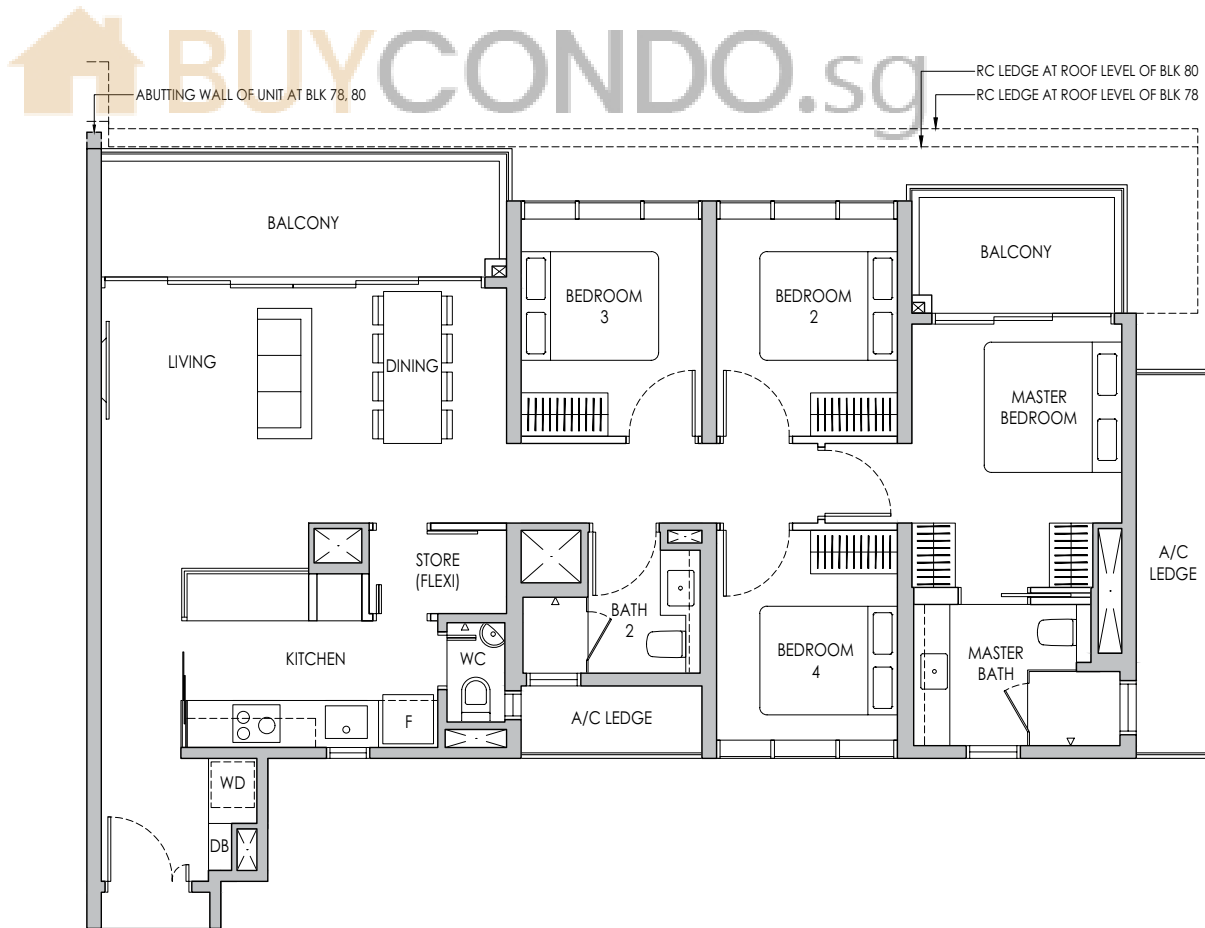 BUYCONDO.sg
RC LEDGE AT ROOF LEVEL OF BLK 80
ABUTTING WALL OF UNIT AT BLK 78, 80
RC LEDGE AT ROOF LEVEL OF BLK 78
BALCONY
BALCONY
BEDROOM
3
BEDROOM
2
LIVING
DINING
MASTER
BEDROOM
STORE
(FLEXI)
A/C
LEDGE
BATH
2
KITCHEN
WC
BEDROOM
4
MASTER
BATH
A/C LEDGE
F
WD
DB